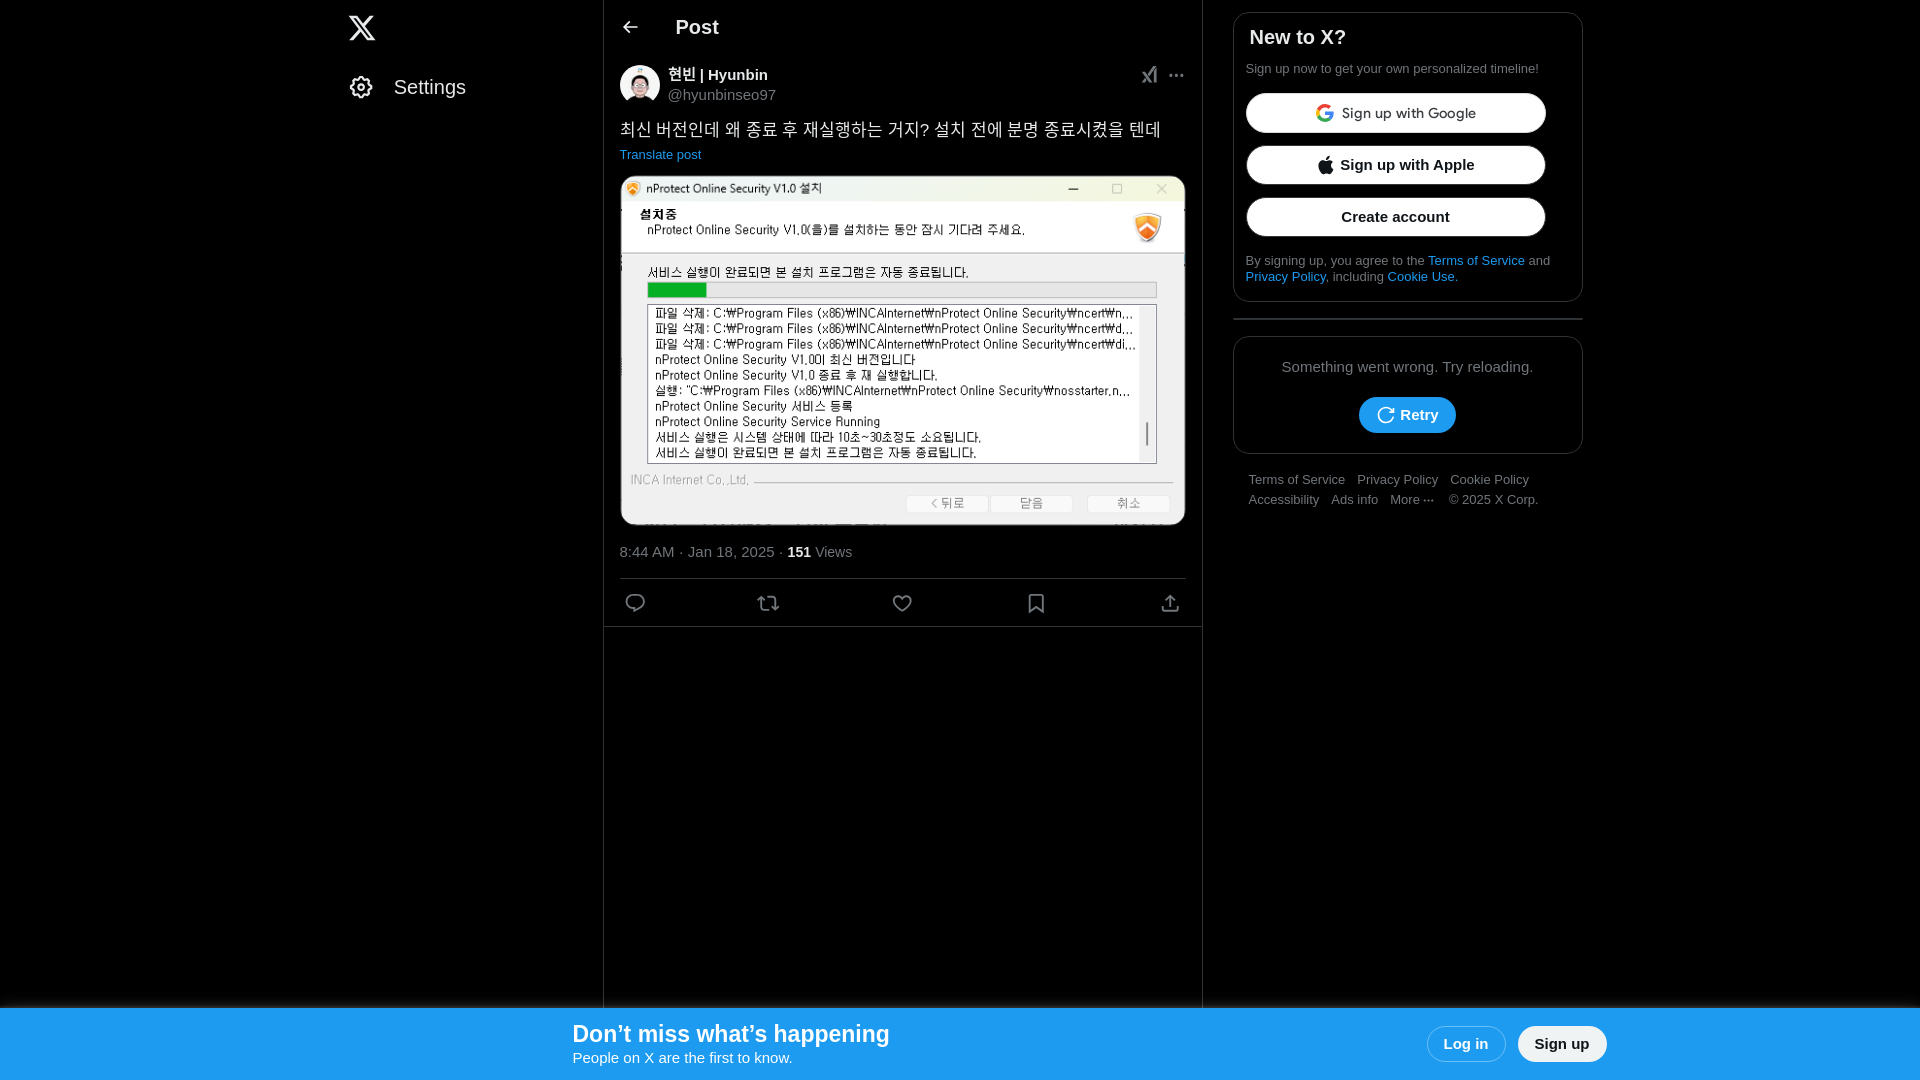 Settings
Post
현빈 | Hyunbin
@hyunbinseo97
최신 버전인데 왜 종료 후 재실행하는 거지? 설치 전에 분명 종료시켰을 텐데
Translate post
nProtect Online Security V1.0 설치
설치중
nProtect Online Security V1.0(을)를 설치하는 동안 잠시 기다려 주세요.
서비스 실행이 완료되면 본 설치 프로그램은 자동 종료됩니다.
파일 삭제: C:₩Program Files (x86)₩INCAInternet₩nProtect Online Security₩ncert₩n...
파일 삭제: C:₩Program Files (x86)₩INCAInternet₩nProtect Online Security₩ncert₩d...
파일 삭제: C:₩Program Files (x86)₩INCAInternet₩nProtect Online Security₩ncert₩di...
nProtect Online Security V1.0이 최신 버전입니다
nProtect Online Security V1.0 종료 후 재 실행합니다.
실행: "C:₩Program Files (x86)₩INCAInternet₩nProtect Online Security₩nosstarter.n...
nProtect Online Security 서비스 등록
nProtect Online Security Service Running
서비스 실행은 시스템 상태에 따라 10초~30초정도 소요됩니다.
서비스 실행이 완료되면 본 설치 프로그램은 자동 종료됩니다.
INCA Internet Co.,Ltd.
< 뒤로
닫음
취소
8:44 AM · Jan 18, 2025 · 151 Views
New to X?
Sign up now to get your own personalized timeline!
Sign up with Google
Sign up with Apple
Create account
By signing up, you agree to the Terms of Service and
Privacy Policy, including Cookie Use.
Something went wrong. Try reloading.
Retry
Terms of Service Privacy Policy Cookie Policy
Accessibility Ads info More ··· © 2025 X Corp.
Don’t miss what’s happening
People on X are the first to know.
Log in
Sign up